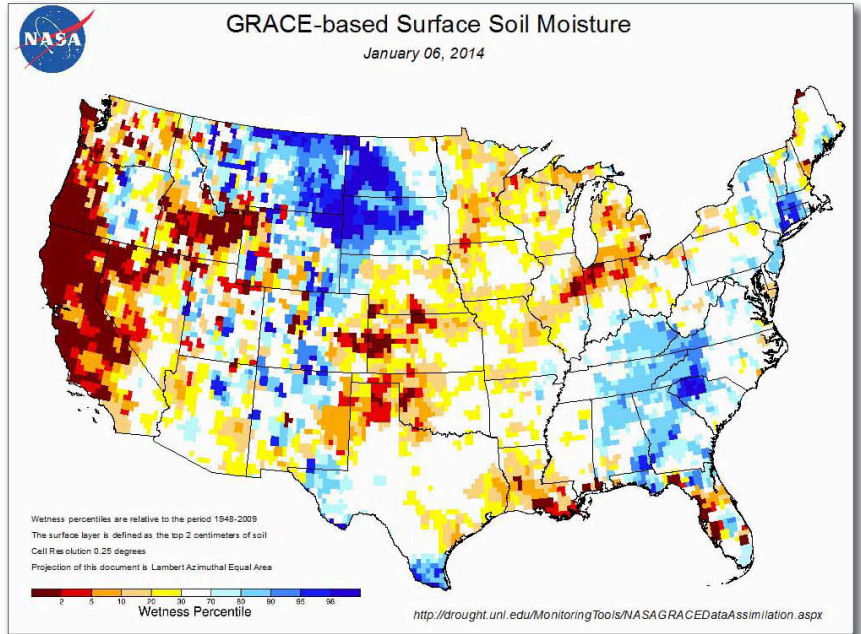 NASA
GRACE-based Surface Soil Moisture
January 06, 2014
Wetness percentiles are relative to the period 1948-2009
The surface layer is defined as the top 2 centimeters of soil
Cell Resolution 0.25 degrees
Projection of this document is Lambert Azimuthal Equal Area
2 5 10 20 30 70 80 90 95 98
Wetness Percentile
http://drought.unl.edu/MonitoringTools/NASAGRACEDataAssimilation.aspx